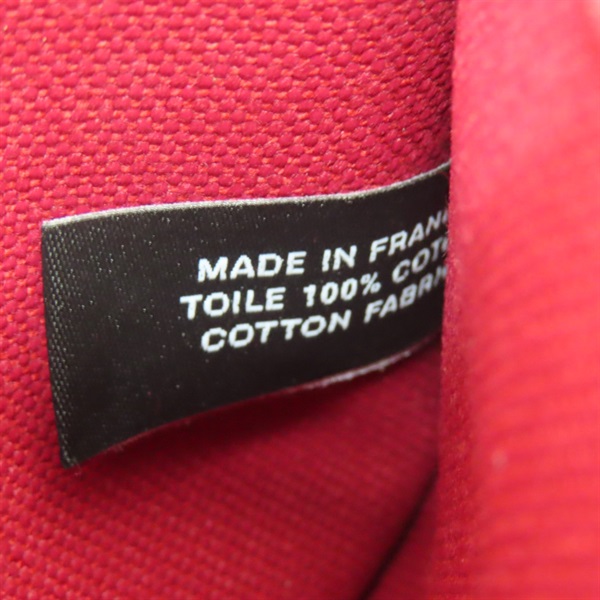 MADE IN FRANC
TOILE 100% COT
COTTON FABRI